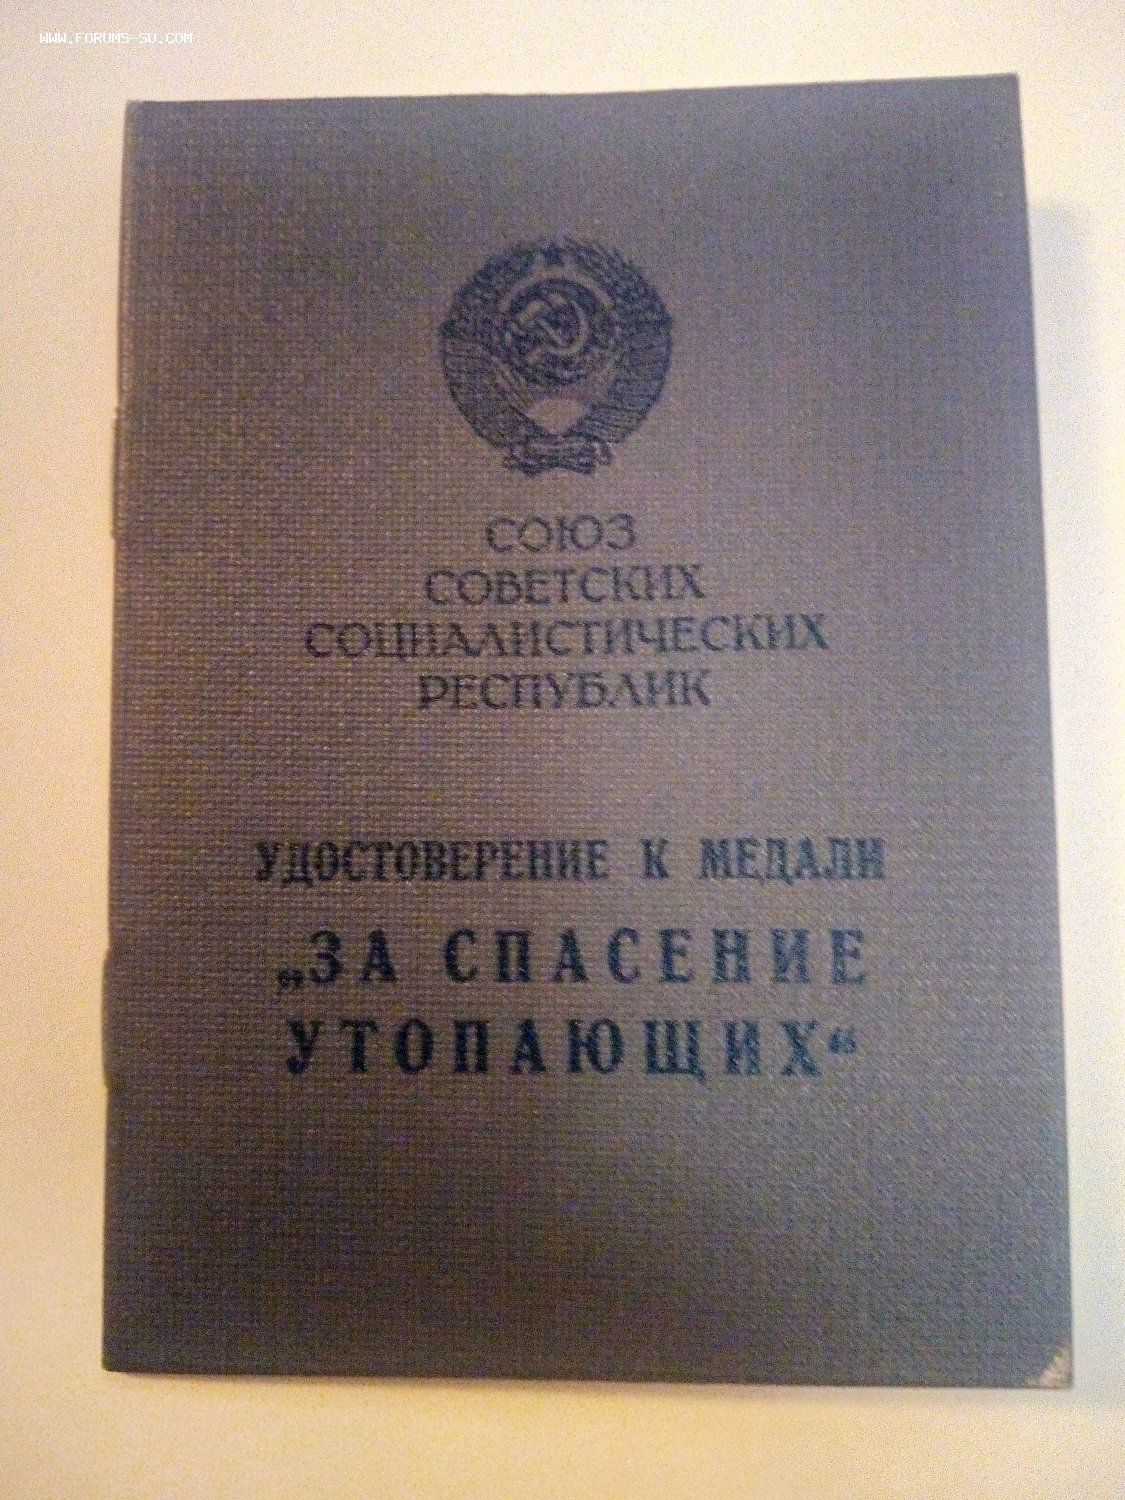 WWW.FORUMS-SU.COM
СОЮЗ
СОВЕТСКИХ
СОЦИАЛИСТИЧЕСКИХ
РЕСПУБЛИК
УДОСТОВЕРЕНИЕ К МЕДАЛИ
„ЗА СПАСЕНИЕ
УТОПАЮЩИХ“